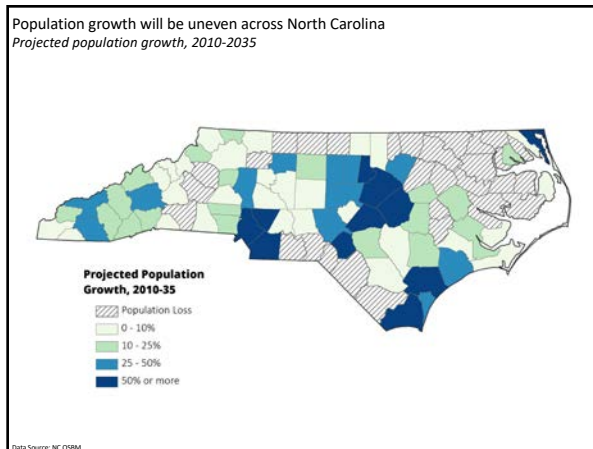 Population growth will be uneven across North Carolina
Projected population growth, 2010-2035
Projected Population
Growth, 2010-35
Population Loss
0 - 10%
10 - 25%
25 - 50%
50% or more
Data Source: NC OSBM